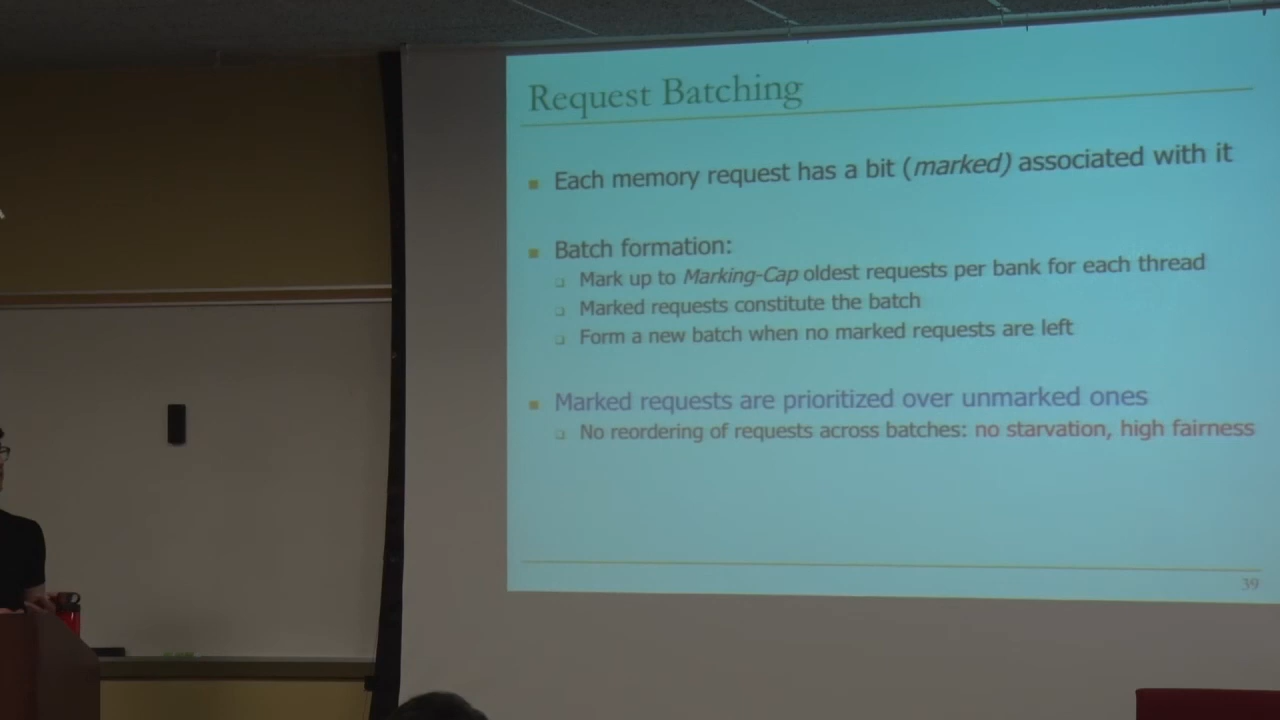 Request Batching
Each memory request has a bit (marked) associated with it
Batch formation:
Mark up to Marking-Cap oldest requests per bank for each thread
Marked requests constitute the batch
Form a new batch when no marked requests are left
Marked requests are prioritized over unmarked ones
No reordering of requests across batches: no starvation, high fairness
39